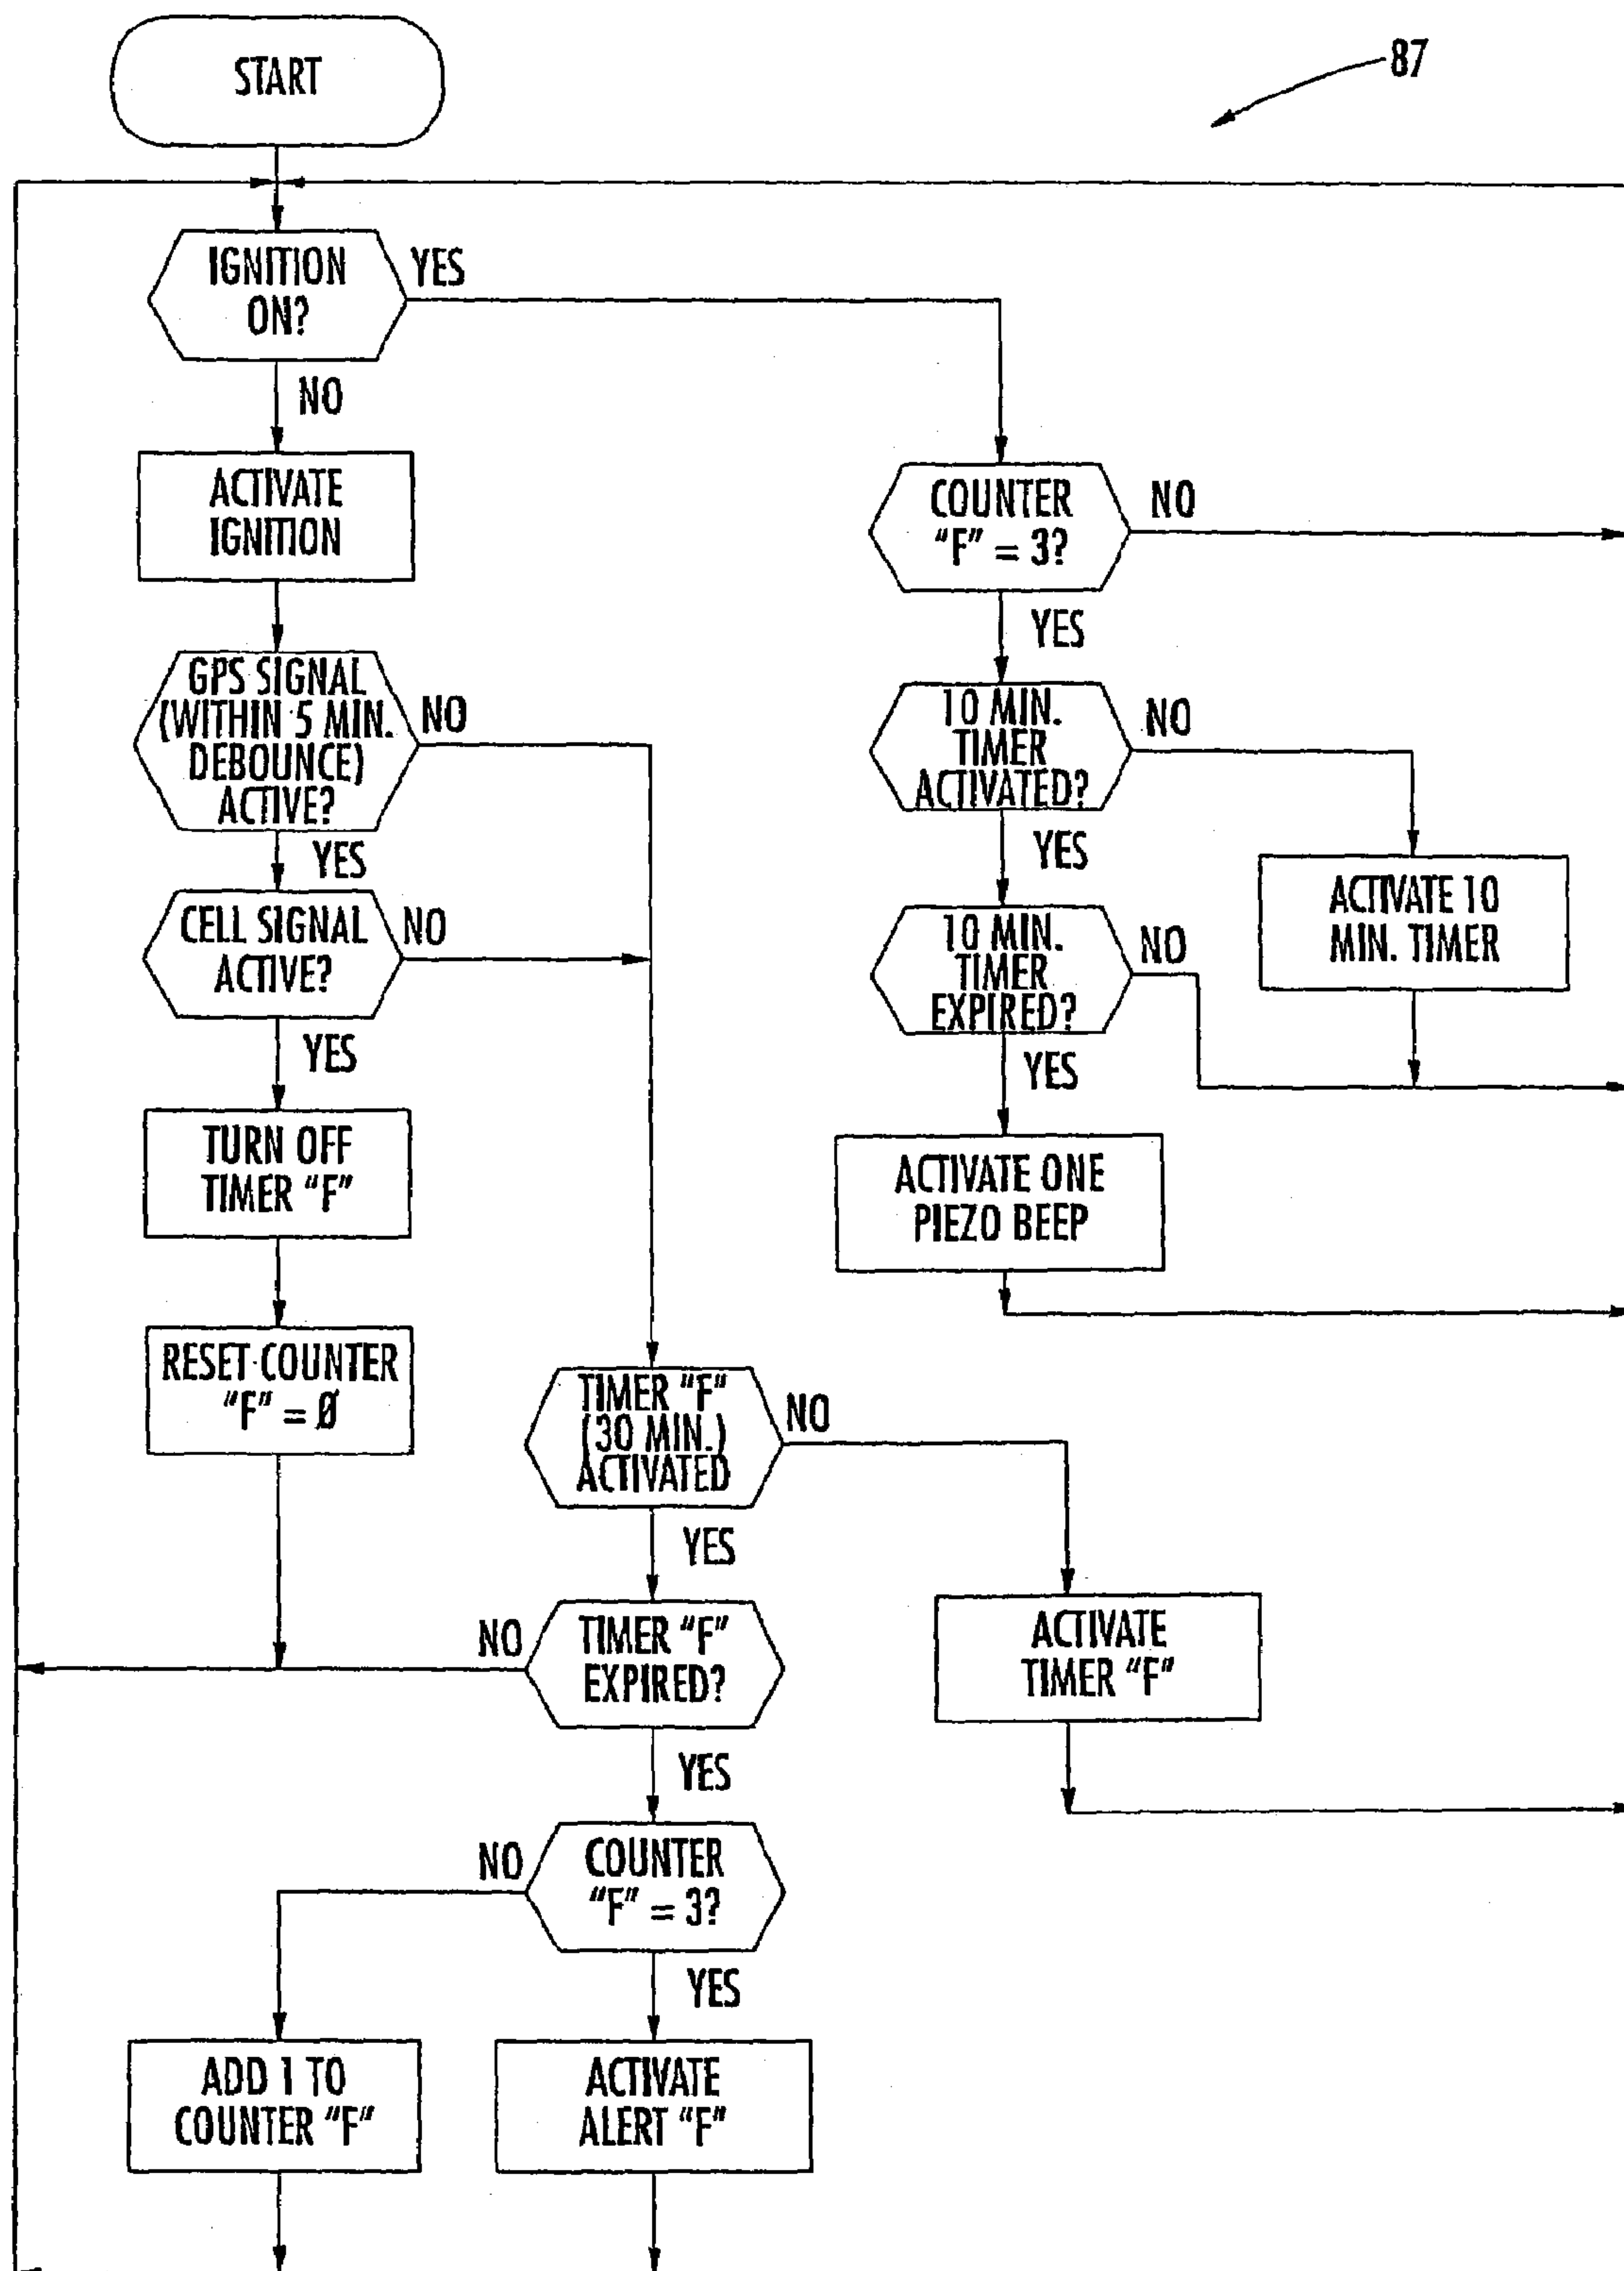 START
87
IGNITION
ON?
YES
NO
ACTIVATE
IGNITION
COUNTER
"F" = 3?
NO
YES
GPS SIGNAL
(WITHIN 5 MIN.
DEBOUNCE)
ACTIVE?
NO
YES
10 MIN.
TIMER
ACTIVATED?
NO
YES
ACTIVATE 10
MIN. TIMER
CELL SIGNAL
ACTIVE?
NO
YES
10 MIN.
TIMER
EXPIRED?
NO
YES
TURN OFF
TIMER "F"
ACTIVATE ONE
PIEZO BEEP
RESET COUNTER
"F" = Ø
TIMER "F"
(30 MIN.)
ACTIVATED
NO
YES
TIMER "F"
EXPIRED?
NO
YES
ACTIVATE
TIMER "F"
COUNTER
"F" = 3?
NO
YES
ADD 1 TO
COUNTER "F"
ACTIVATE
ALERT "F"